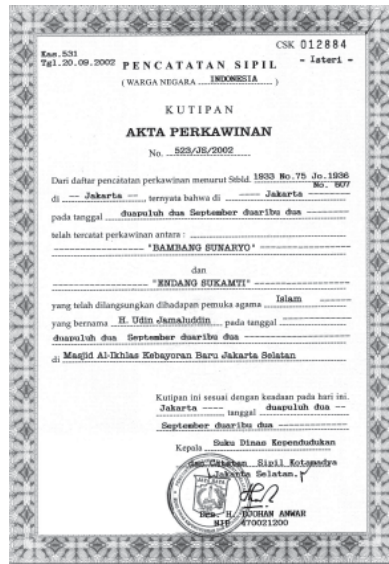 CSK 012884
Kas.531
Tgl.20.09.2002
PENCATATAN SIPIL
- Isteri -
( WARGA NEGARA INDONESIA )
KUTIPAN
AKTA PERKAWINAN
No. 523/JS/2002
Dari daftar pencatatan perkawinan menurut Stbld. 1933 No.75 Jo.1936
No. 607
di -- Jakarta -- ternyata bahwa di Jakarta
pada tanggal duapuluh dua September duaribu dua
telah tercatat perkawinan antara :
"BAMBANG SUNARYO"
dan
"ENDANG SUKAMTI"
yang telah dilangsungkan dihadapan pemuka agama Islam
yang bernama H. Udin Jamaluddin pada tanggal
duapuluh dua September duaribu dua
di Masjid Al-Ikhlas Kebayoran Baru Jakarta Selatan
Kutipan ini sesuai dengan keadaan pada hari ini.
Jakarta ---- tanggal duapuluh dua --
September duaribu dua
Kepala Suku Dinas Kependudukan
dan Catatan Sipil Kotamadya
Jakarta Selatan.
JAYA RAYA
Drs. H. DJOHAN ANWAR
NIP 470021200